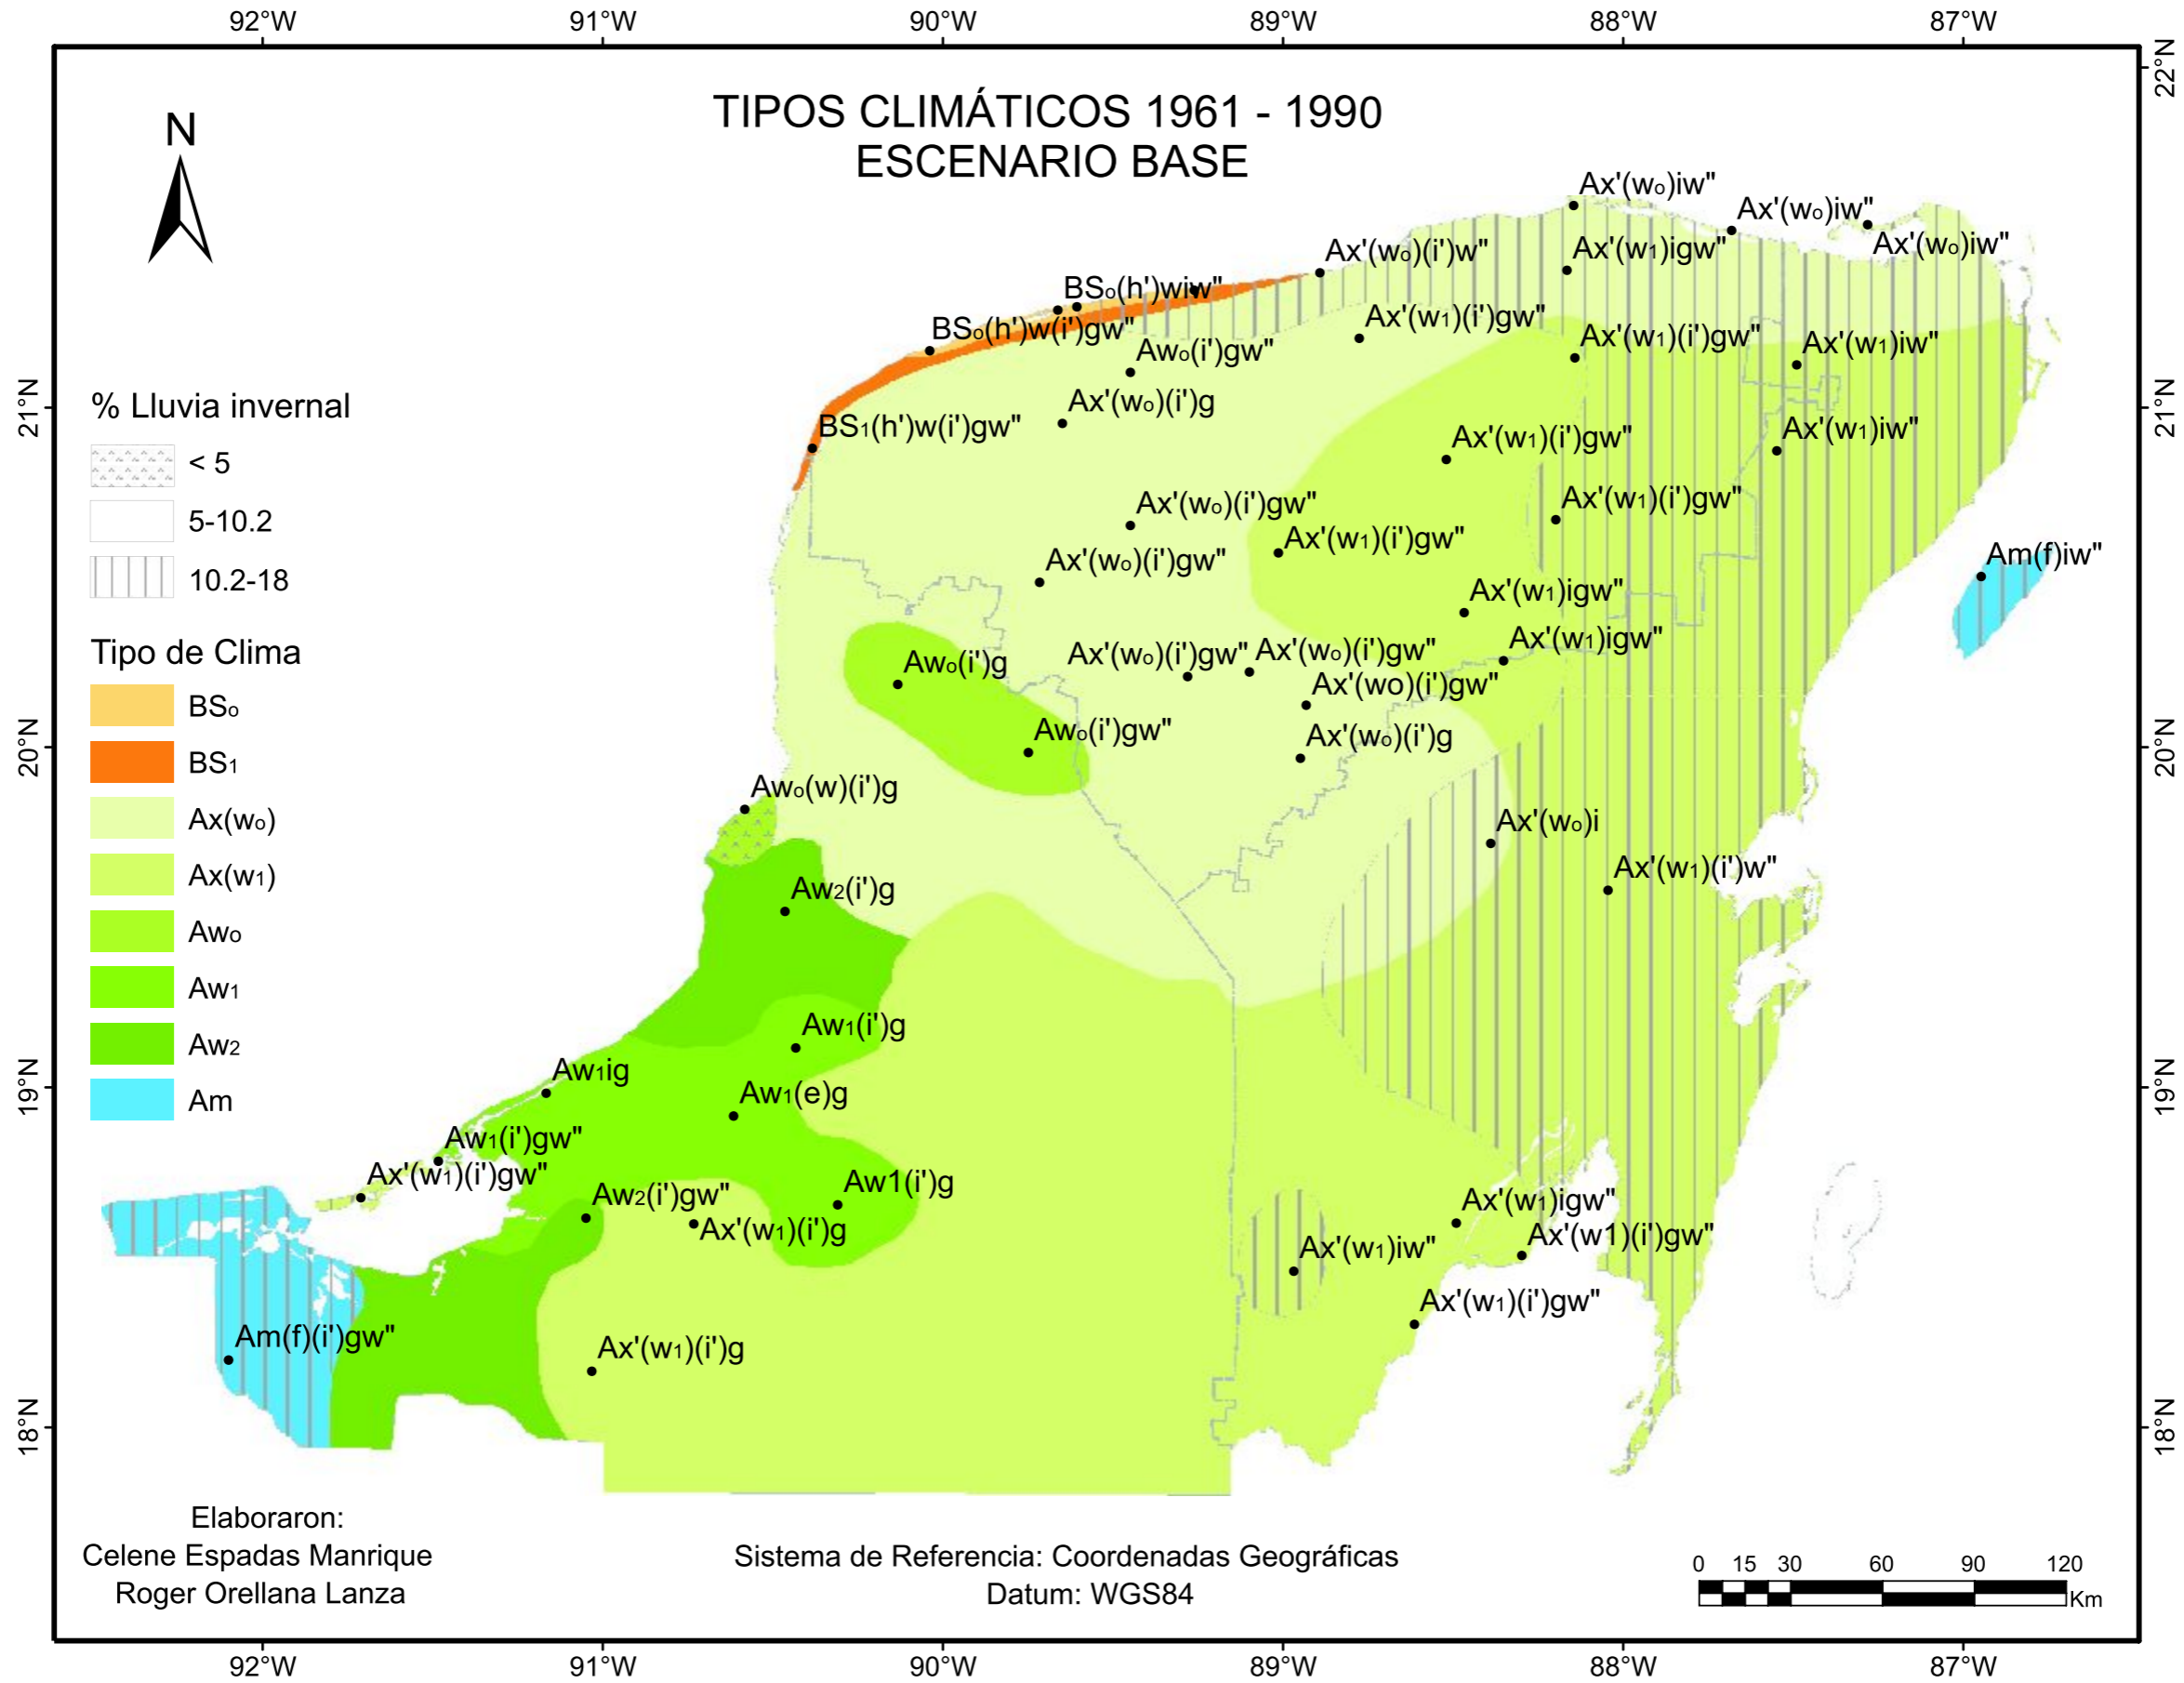 92°W 91°W 90°W 89°W 88°W 87°W
22°N
TIPOS CLIMÁTICOS 1961 - 1990
ESCENARIO BASE
N
Ax'(wo)iw"
Ax'(wo)iw"
Ax'(wo)iw"
Ax'(wo)(i')w"
Ax'(w1)igw"
BSo(h')wiw"
BSo(h')w(i')gw"
Ax'(w1)(i')gw"
Ax'(w1)(i')gw"
Ax'(w1)iw"
Awo(i')gw"
Ax'(wo)(i')g
21°N
21°N
BS1(h')w(i')gw"
Ax'(w1)(i')gw"
Ax'(w1)iw"
% Lluvia invernal
< 5
5-10.2
10.2-18
Ax'(wo)(i')gw"
Ax'(w1)(i')gw"
Ax'(w1)(i')gw"
Ax'(wo)(i')gw"
Am(f)iw"
Ax'(w1)igw"
Ax'(w1)igw"
Ax'(wo)(i')gw"
Ax'(wo)(i')gw"
Awo(i')g
Ax'(wo)(i')gw"
Awo(i')gw"
Ax'(wo)(i')g
20°N
20°N
Awo(w)(i')g
Ax'(wo)i
Ax'(w1)(i')w"
Aw2(i')g
Tipo de Clima
BSo
BS1
Ax(wo)
Ax(w1)
Awo
Aw1
Aw2
Am
Aw1(i')g
Aw1ig
Aw1(e)g
19°N
19°N
Aw1(i')gw"
Ax'(w1)(i')gw"
Aw2(i')gw"
Aw1(i')g
Ax'(w1)(i')g
Ax'(w1)igw"
Ax'(w1)(i')gw"
Ax'(w1)iw"
Ax'(w1)(i')gw"
Am(f)(i')gw"
Ax'(w1)(i')g
18°N
18°N
Elaboraron:
Celene Espadas Manrique
Roger Orellana Lanza
Sistema de Referencia: Coordenadas Geográficas
Datum: WGS84
0 15 30 60 90 120
Km
92°W 91°W 90°W 89°W 88°W 87°W